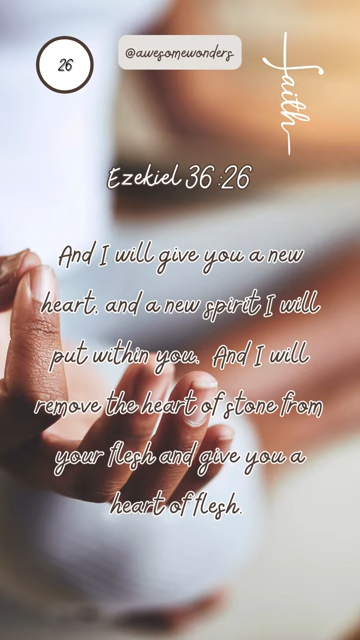 26
@awesomewonders
faith
Ezekiel 36:26
And I will give you a new
heart, and a new spirit I will
put within you. And I will
remove the heart of stone from
your flesh and give you a
heart of flesh.